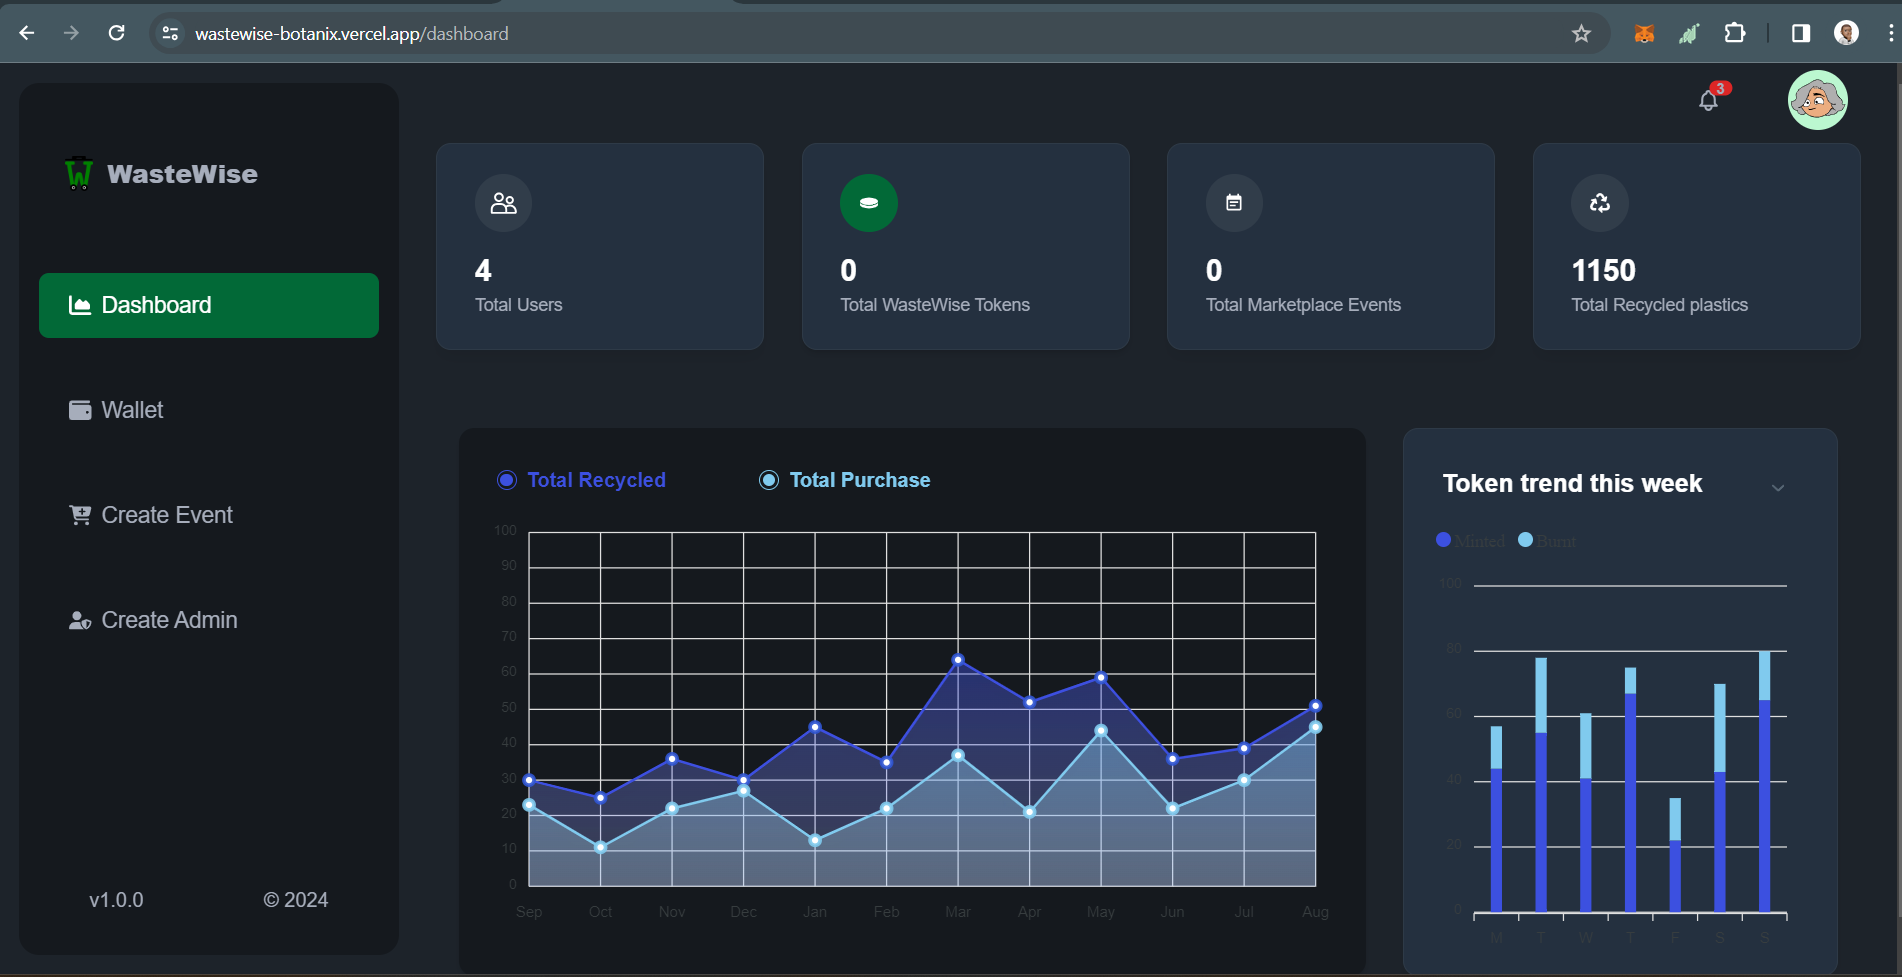 wastewise-botanix.vercel.app/dashboard
3
WasteWise
Dashboard
Wallet
Create Event
Create Admin
v1.0.0 © 2024
4
Total Users
0
Total WasteWise Tokens
0
Total Marketplace Events
1150
Total Recycled plastics
Total Recycled Total Purchase
100
90
80
70
60
50
40
30
20
10
0
Sep Oct Nov Dec Jan Feb Mar Apr May Jun Jul Aug
Token trend this week
Minted Burnt
100
80
60
40
20
0
M T W T F S S